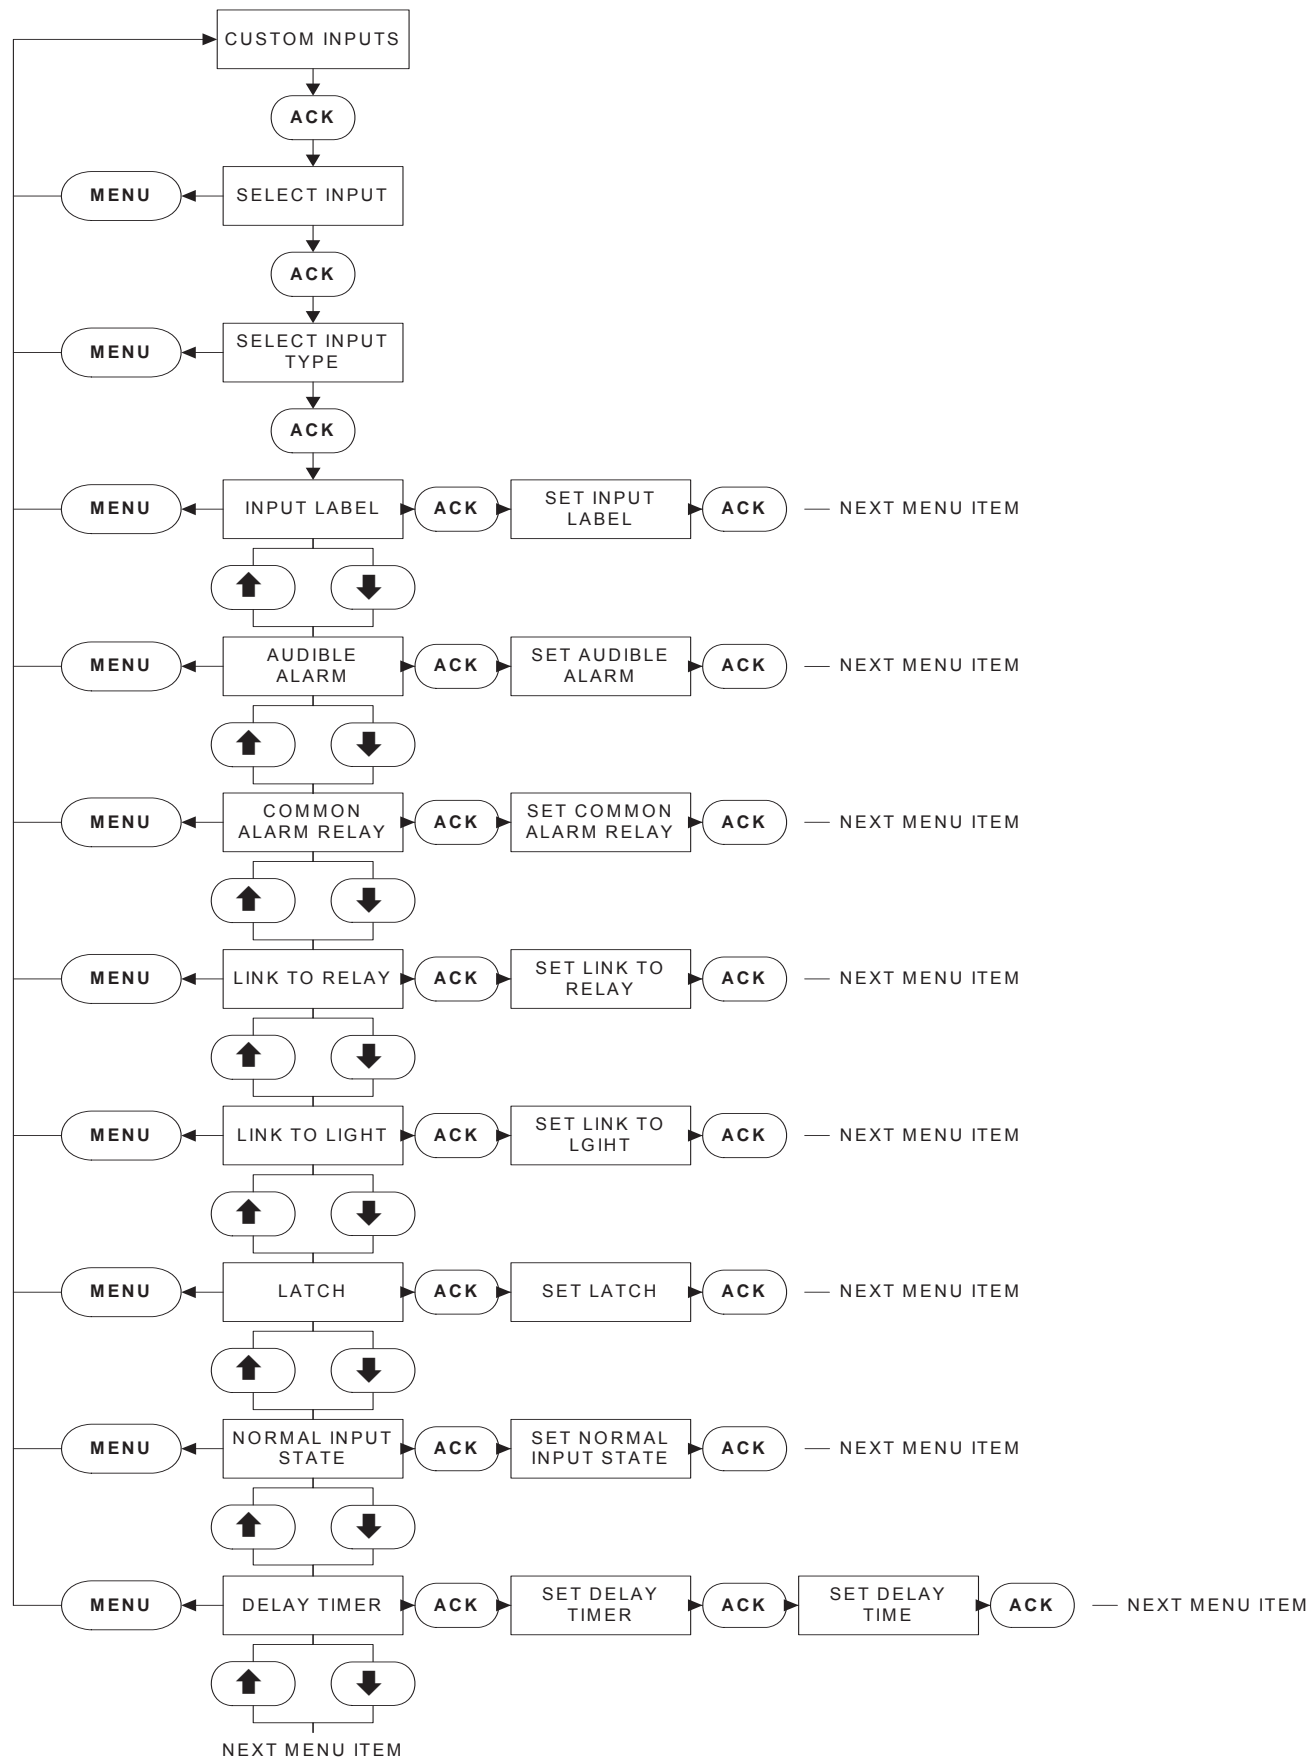 CUSTOM INPUTS
ACK
MENU
SELECT INPUT
ACK
MENU
SELECT INPUT
TYPE
ACK
MENU
INPUT LABEL
ACK
SET INPUT
LABEL
ACK
NEXT MENU ITEM
MENU
AUDIBLE
ALARM
ACK
SET AUDIBLE
ALARM
ACK
NEXT MENU ITEM
MENU
COMMON
ALARM RELAY
ACK
SET COMMON
ALARM RELAY
ACK
NEXT MENU ITEM
MENU
LINK TO RELAY
ACK
SET LINK TO
RELAY
ACK
NEXT MENU ITEM
MENU
LINK TO LIGHT
ACK
SET LINK TO
LGIHT
ACK
NEXT MENU ITEM
MENU
LATCH
ACK
SET LATCH
ACK
NEXT MENU ITEM
MENU
NORMAL INPUT
STATE
ACK
SET NORMAL
INPUT STATE
ACK
NEXT MENU ITEM
MENU
DELAY TIMER
ACK
SET DELAY
TIMER
ACK
SET DELAY
TIME
ACK
NEXT MENU ITEM
NEXT MENU ITEM